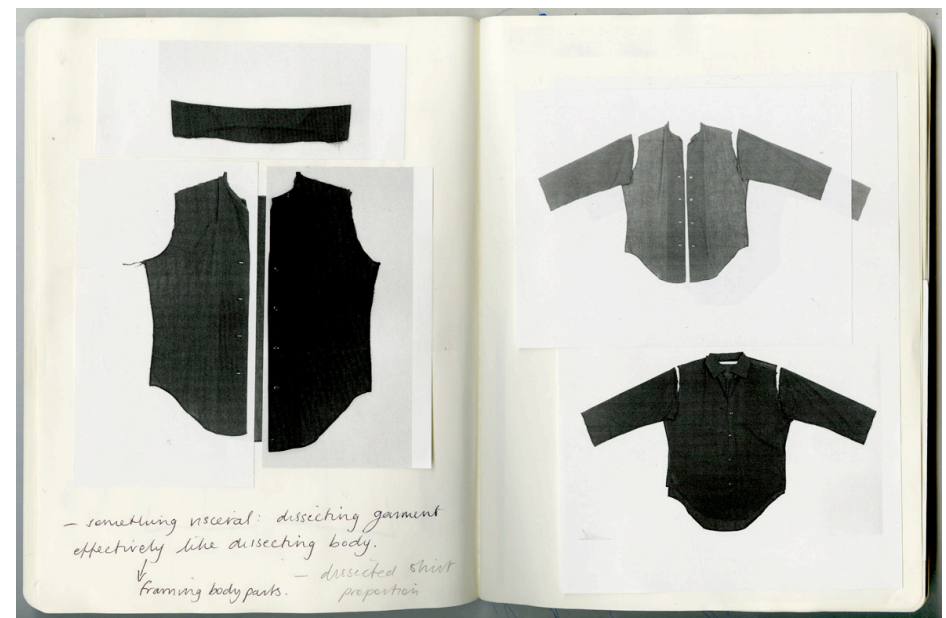 – something visceral: dissecting garment
effectively like dissecting body.
framing body parts.
– dissected shirt
proportion